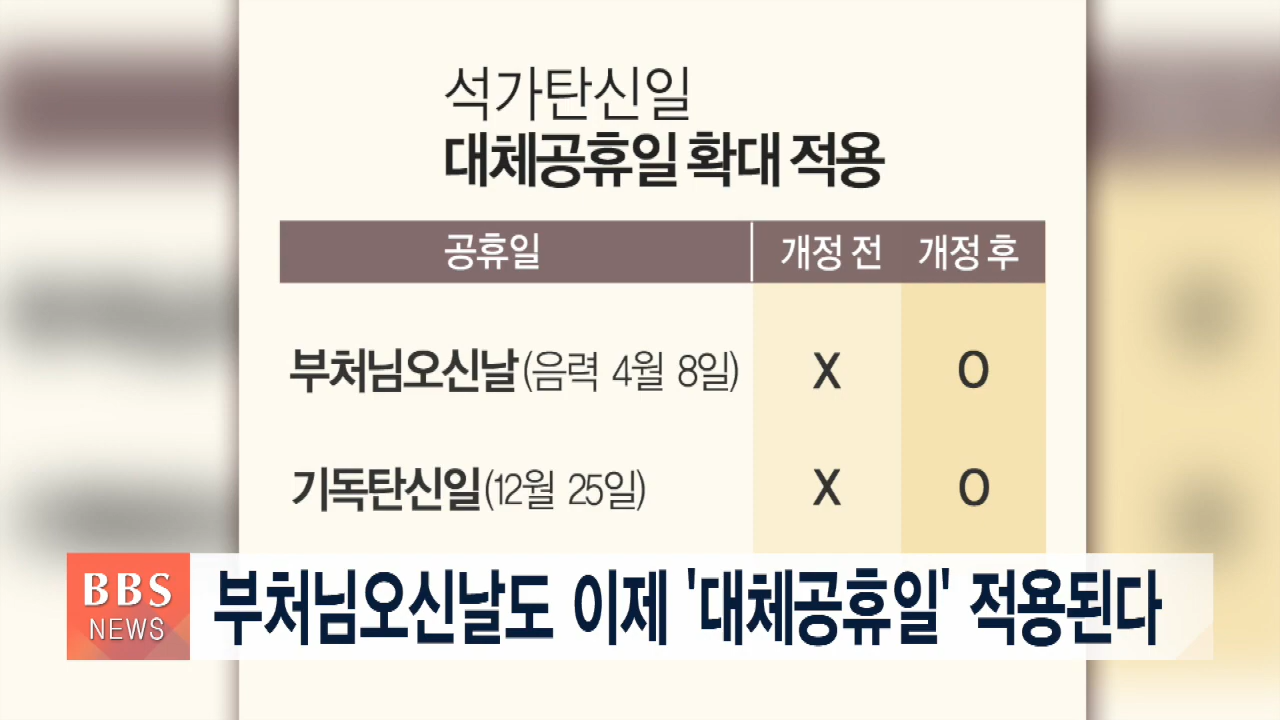 석가탄신일
대체공휴일 확대 적용
공휴일 개정 전 개정 후
부처님오신날(음력 4월 8일) X O
기독탄신일(12월 25일) X O
BBS
NEWS
부처님오신날도 이제 '대체공휴일' 적용된다